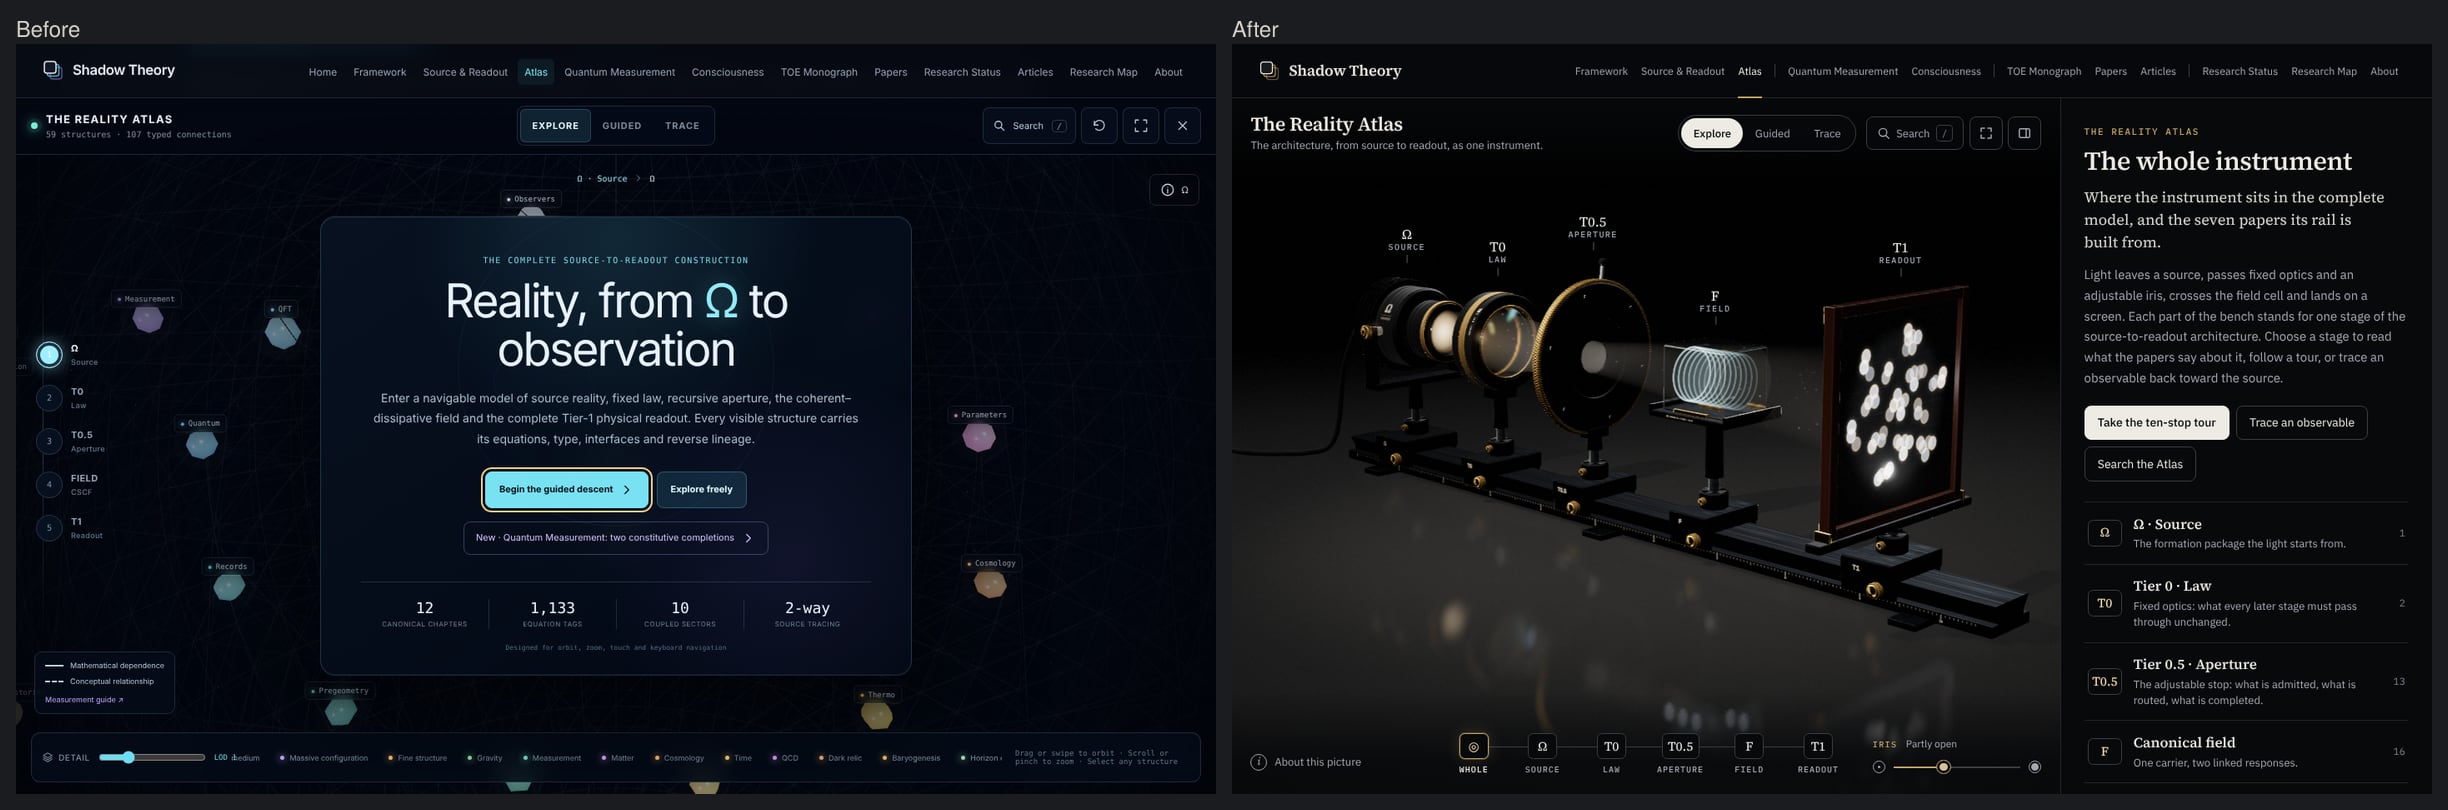 Before
Shadow Theory
Home Framework Source & Readout Atlas Quantum Measurement Consciousness TOE Monograph Papers Research Status Articles Research Map About
THE REALITY ATLAS
59 structures · 107 typed connections
EXPLORE GUIDED TRACE
Search /
Ω · Source > Ω
Ω
Observers
Measurement
QFT
Quantum
Records
Pregeometry
Parameters
Cosmology
Thermo
1 Ω
Source
2 T0
Law
3 T0.5
Aperture
4 FIELD
CSCF
5 T1
Readout
THE COMPLETE SOURCE-TO-READOUT CONSTRUCTION
Reality, from Ω to
observation
Enter a navigable model of source reality, fixed law, recursive aperture, the coherent–
dissipative field and the complete Tier-1 physical readout. Every visible structure carries
its equations, type, interfaces and reverse lineage.
Begin the guided descent
Explore freely
New · Quantum Measurement: two constitutive completions
12 1,133 10 2-way
CANONICAL CHAPTERS EQUATION TAGS COUPLED SECTORS SOURCE TRACING
Designed for orbit, zoom, touch and keyboard navigation
Mathematical dependence
Conceptual relationship
Measurement guide ↗
DETAIL LOD Massive configuration Fine structure Gravity Measurement Matter Cosmology Time QCD Dark relic Baryogenesis Horizon
Drag or swipe to orbit · Scroll or
pinch to zoom · Select any structure
After
Shadow Theory
Framework Source & Readout Atlas Quantum Measurement Consciousness TOE Monograph Papers Articles Research Status Research Map About
The Reality Atlas
The architecture, from source to readout, as one instrument.
Explore Guided Trace
Search /
Ω
SOURCE
T0
LAW
T0.5
APERTURE
F
FIELD
T1
READOUT
About this picture
WHOLE
Ω
SOURCE
T0
LAW
T0.5
APERTURE
F
FIELD
T1
READOUT
IRIS Partly open
THE REALITY ATLAS
The whole instrument
Where the instrument sits in the complete
model, and the seven papers its rail is
built from.
Light leaves a source, passes fixed optics and an
adjustable iris, crosses the field cell and lands on a
screen. Each part of the bench stands for one stage of the
source-to-readout architecture. Choose a stage to read
what the papers say about it, follow a tour, or trace an
observable back toward the source.
Take the ten-stop tour
Trace an observable
Search the Atlas
Ω Ω · Source 1
The formation package the light starts from.
T0 Tier 0 · Law 2
Fixed optics: what every later stage must pass
through unchanged.
T0.5 Tier 0.5 · Aperture 13
The adjustable stop: what is admitted, what is
routed, what is completed.
F Canonical field 16
One carrier, two linked responses.